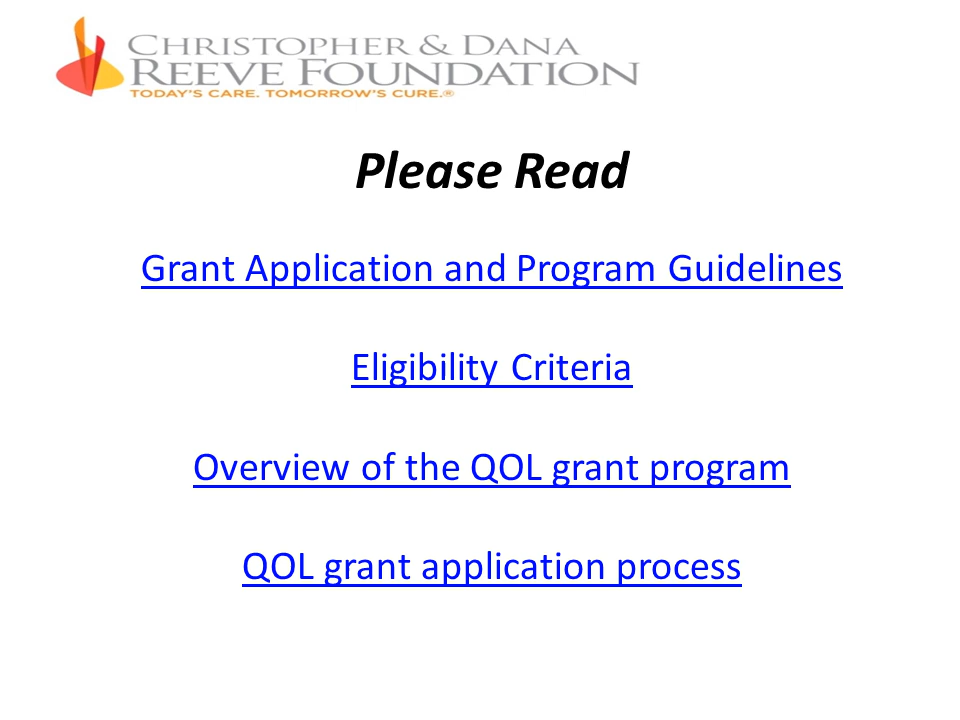 CHRISTOPHER & DANA
REEVE FOUNDATION
TODAY'S CARE. TOMORROW'S CURE.®
Please Read
Grant Application and Program Guidelines
Eligibility Criteria
Overview of the QOL grant program
QOL grant application process